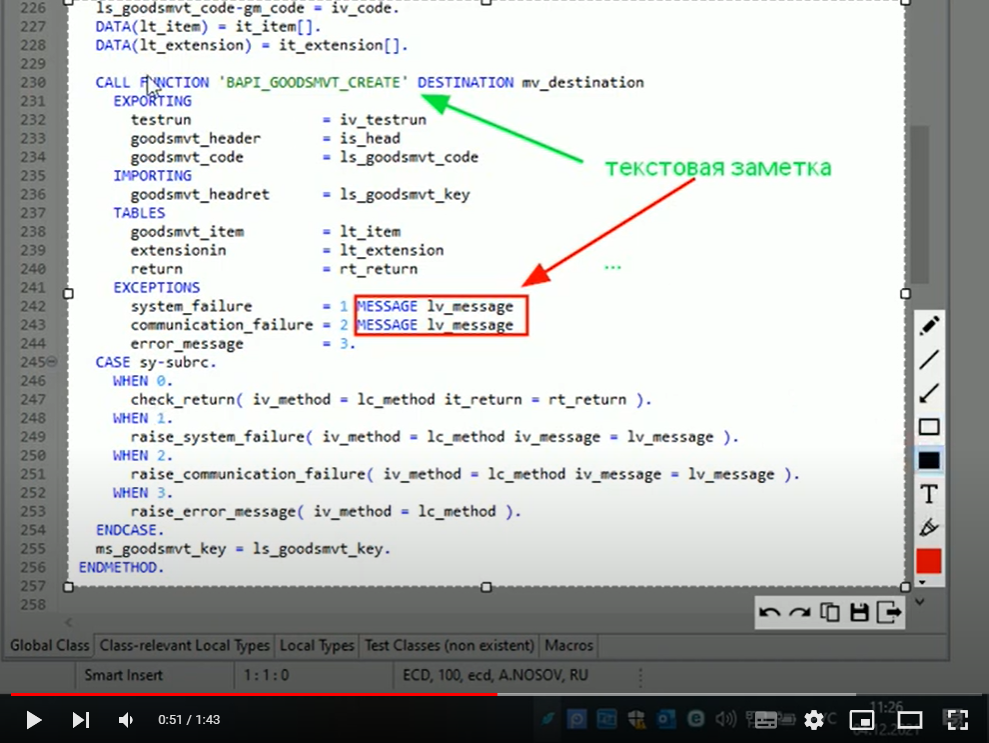 226 ls_goodsmvt_code-gm_code = iv_code.
227 DATA(lt_item) = it_item[].
228 DATA(lt_extension) = it_extension[].
229
230 CALL FUNCTION 'BAPI_GOODSMVT_CREATE' DESTINATION mv_destination
231 EXPORTING
232 testrun = iv_testrun
233 goodsmvt_header = is_head
234 goodsmvt_code = ls_goodsmvt_code
текстовая заметка
235 IMPORTING
236 goodsmvt_headret = ls_goodsmvt_key
237 TABLES
238 goodsmvt_item = lt_item
239 extensionin = lt_extension
240 return = rt_return
...
241 EXCEPTIONS
242 system_failure = 1 MESSAGE lv_message
243 communication_failure = 2 MESSAGE lv_message
244 error_message = 3.
245 CASE sy-subrc.
246 WHEN 0.
247 check_return( iv_method = lc_method it_return = rt_return ).
248 WHEN 1.
249 raise_system_failure( iv_method = lc_method iv_message = lv_message ).
250 WHEN 2.
251 raise_communication_failure( iv_method = lc_method iv_message = lv_message ).
252 WHEN 3.
253 raise_error_message( iv_method = lc_method ).
254 ENDCASE.
255 ms_goodsmvt_key = ls_goodsmvt_key.
256 ENDMETHOD.
257
258
T
Global Class Class-relevant Local Types Local Types Test Classes (non existent) Macros
Smart Insert 1 : 1 : 0 ECD, 100, ecd, A.NOSOV, RU
0:51 / 1:43
11:26